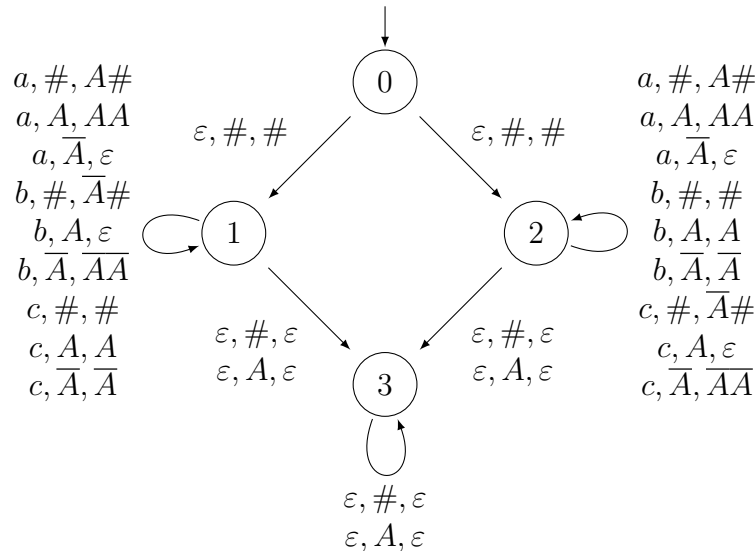 0
a, #, A#
a, A, AA
a, A̅, ε
b, #, A̅#
b, A, ε
b, A̅, A̅A̅
c, #, #
c, A, A
c, A̅, A̅
ε, #, #
ε, #, #
a, #, A#
a, A, AA
a, A̅, ε
b, #, #
b, A, A
b, A̅, A̅
c, #, A̅#
c, A, ε
c, A̅, A̅A̅
1
2
ε, #, ε
ε, A, ε
ε, #, ε
ε, A, ε
3
ε, #, ε
ε, A, ε